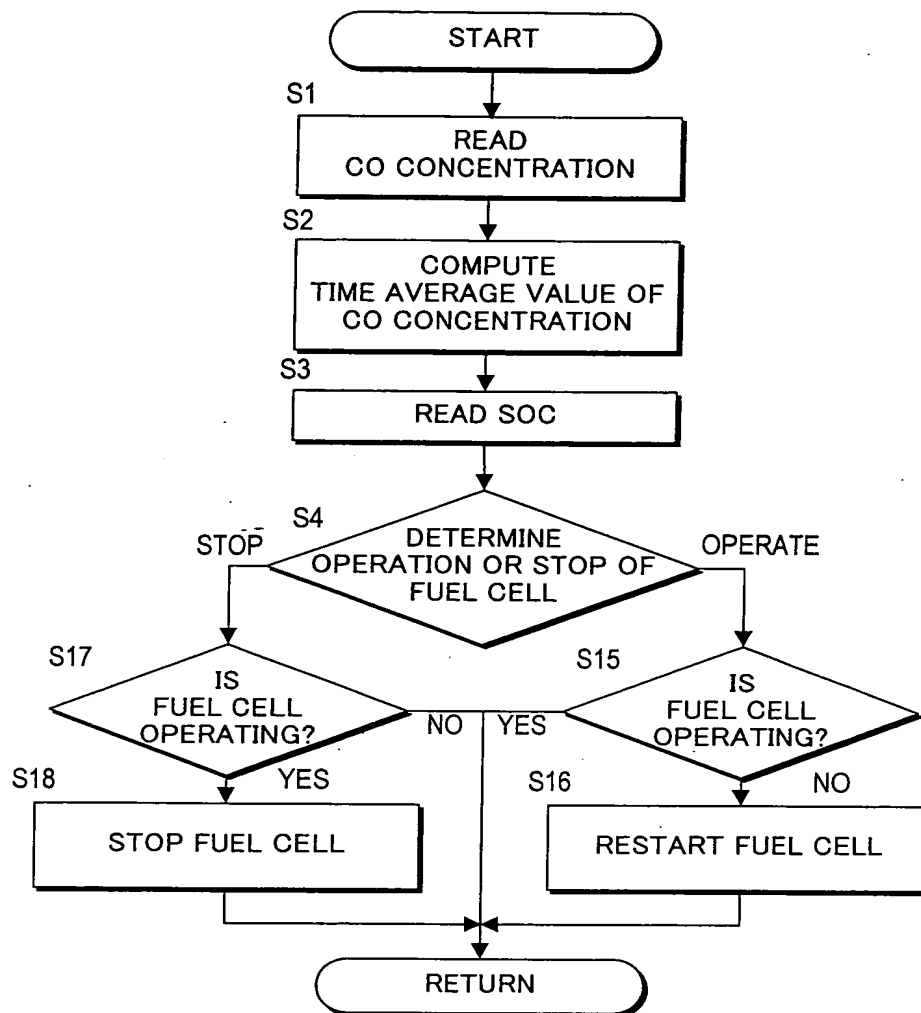 START
S1
READ
CO CONCENTRATION
S2
COMPUTE
TIME AVERAGE VALUE OF
CO CONCENTRATION
S3
READ SOC
S4
DETERMINE
OPERATION OR STOP OF
FUEL CELL
STOP
OPERATE
S17
IS
FUEL CELL
OPERATING?
S15
IS
FUEL CELL
OPERATING?
NO
YES
S18
YES
STOP FUEL CELL
S16
NO
RESTART FUEL CELL
RETURN